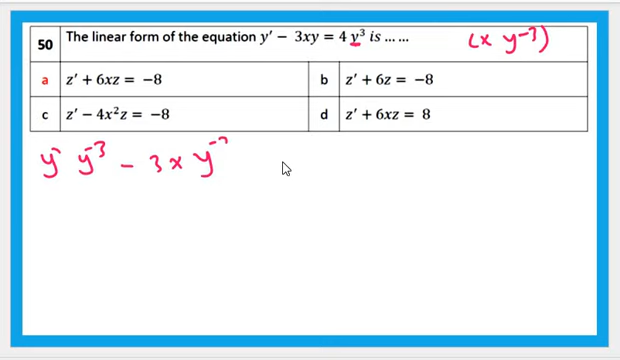 50 The linear form of the equation y′ − 3xy = 4 y³ is ... ... (x y⁻³)
a z′ + 6xz = −8 b z′ + 6z = −8
c z′ − 4x²z = −8 d z′ + 6xz = 8
y′ y⁻³ − 3 x y⁻²